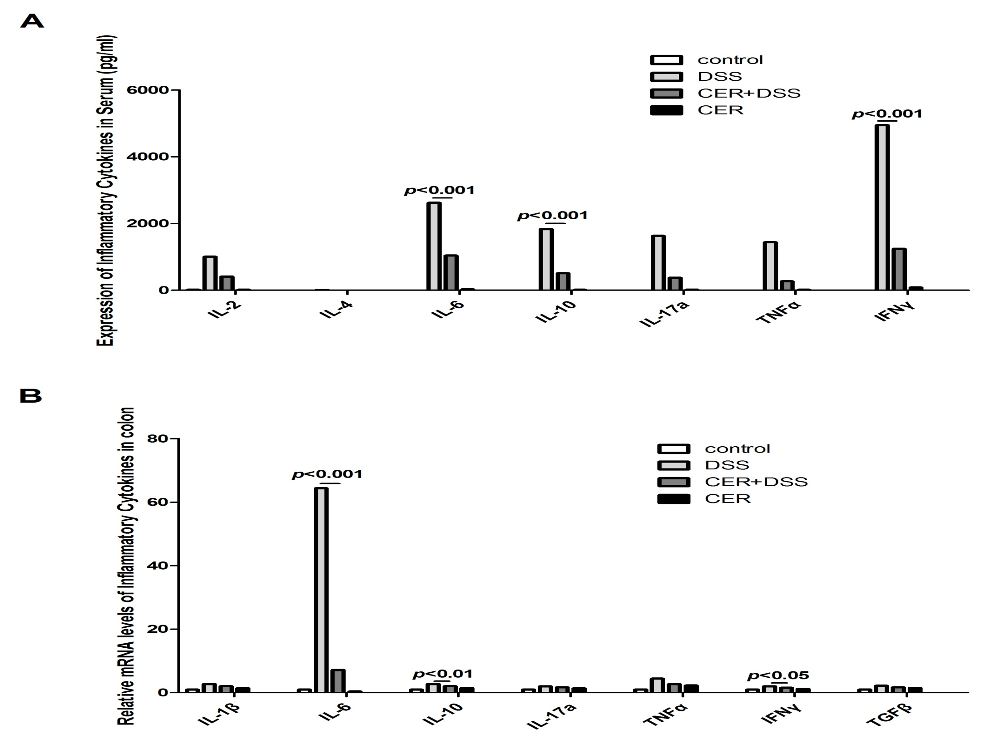 A
Expression of Inflammatory Cytokines in Serum (pg/ml)
control
DSS
CER+DSS
CER
6000
4000
2000
0
p<0.001
p<0.001
p<0.001
IL-2
IL-4
IL-6
IL-10
IL-17a
TNFα
IFNγ
B
Relative mRNA levels of Inflammatory Cytokines in colon
control
DSS
CER+DSS
CER
80
60
40
20
0
p<0.001
p<0.01
p<0.05
IL-1β
IL-6
IL-10
IL-17a
TNFα
IFNγ
TGFβ